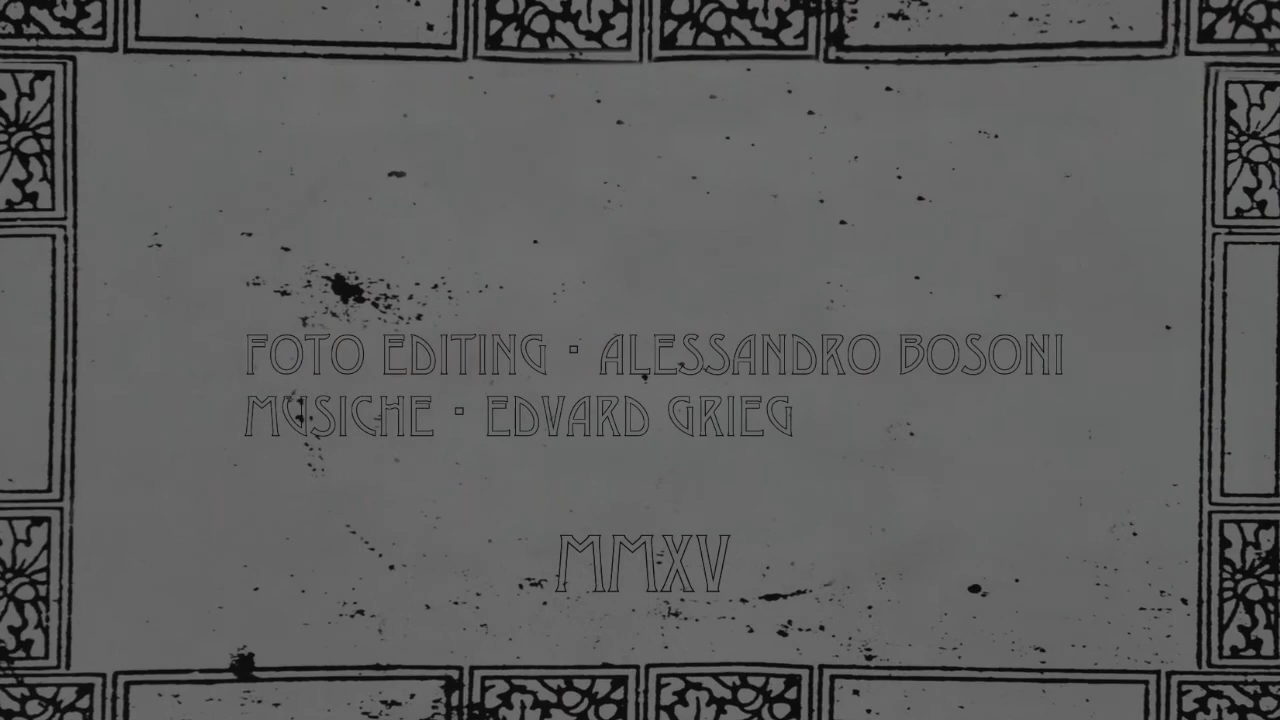 FOTO EDITING · ALESSANDRO BOSONI
MUSICHE · EDVARD GRIEG
MMXV